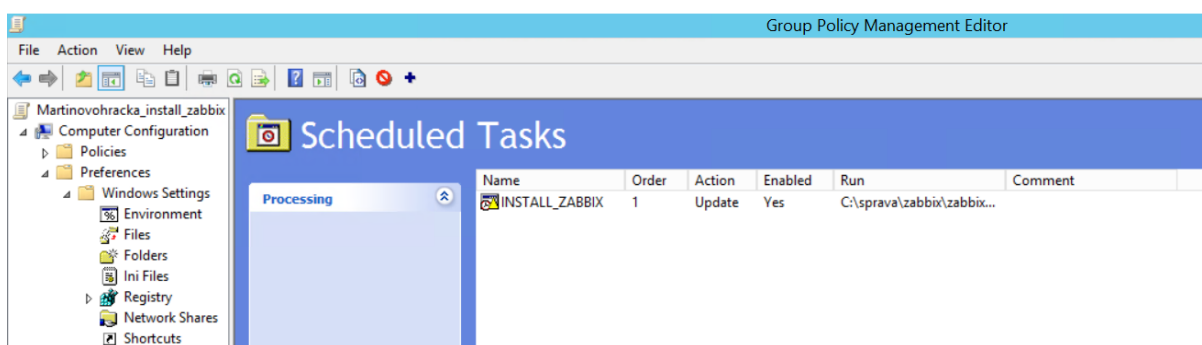 Group Policy Management Editor
File Action View Help
Martinovohracka_install_zabbix
Computer Configuration
Policies
Preferences
Windows Settings
Environment
Files
Folders
Ini Files
Registry
Network Shares
Shortcuts
Scheduled Tasks
Processing
Name Order Action Enabled Run Comment
INSTALL_ZABBIX 1 Update Yes C:\sprava\zabbix\zabbix...